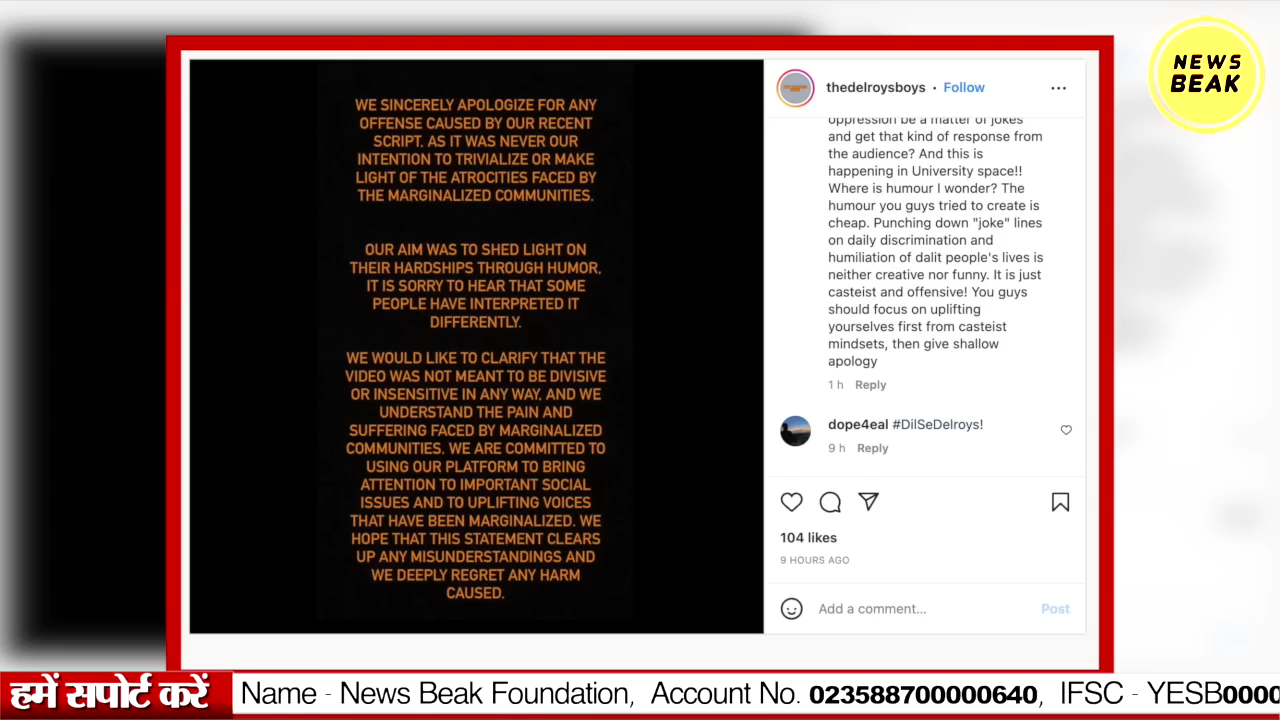 NEWS
BEAK
WE SINCERELY APOLOGIZE FOR ANY
OFFENSE CAUSED BY OUR RECENT
SCRIPT, AS IT WAS NEVER OUR
INTENTION TO TRIVIALIZE OR MAKE
LIGHT OF THE ATROCITIES FACED BY
THE MARGINALIZED COMMUNITIES.
OUR AIM WAS TO SHED LIGHT ON
THEIR HARDSHIPS THROUGH HUMOR,
IT IS SORRY TO HEAR THAT SOME
PEOPLE HAVE INTERPRETED IT
DIFFERENTLY.
WE WOULD LIKE TO CLARIFY THAT THE
VIDEO WAS NOT MEANT TO BE DIVISIVE
OR INSENSITIVE IN ANY WAY, AND WE
UNDERSTAND THE PAIN AND
SUFFERING FACED BY MARGINALIZED
COMMUNITIES. WE ARE COMMITTED TO
USING OUR PLATFORM TO BRING
ATTENTION TO IMPORTANT SOCIAL
ISSUES AND TO UPLIFTING VOICES
THAT HAVE BEEN MARGINALIZED. WE
HOPE THAT THIS STATEMENT CLEARS
UP ANY MISUNDERSTANDINGS AND
WE DEEPLY REGRET ANY HARM
CAUSED.
thedelroysboys • Follow
oppression be a matter of jokes
and get that kind of response from
the audience? And this is
happening in University space!!
Where is humour I wonder? The
humour you guys tried to create is
cheap. Punching down "joke" lines
on daily discrimination and
humiliation of dalit people's lives is
neither creative nor funny. It is just
casteist and offensive! You guys
should focus on uplifting
yourselves first from casteist
mindsets, then give shallow
apology
1 h Reply
dope4eal #DilSeDelroys!
9 h Reply
104 likes
9 HOURS AGO
Add a comment... Post
हमें सपोर्ट करें Name - News Beak Foundation, Account No. 023588700000640, IFSC - YESB0000